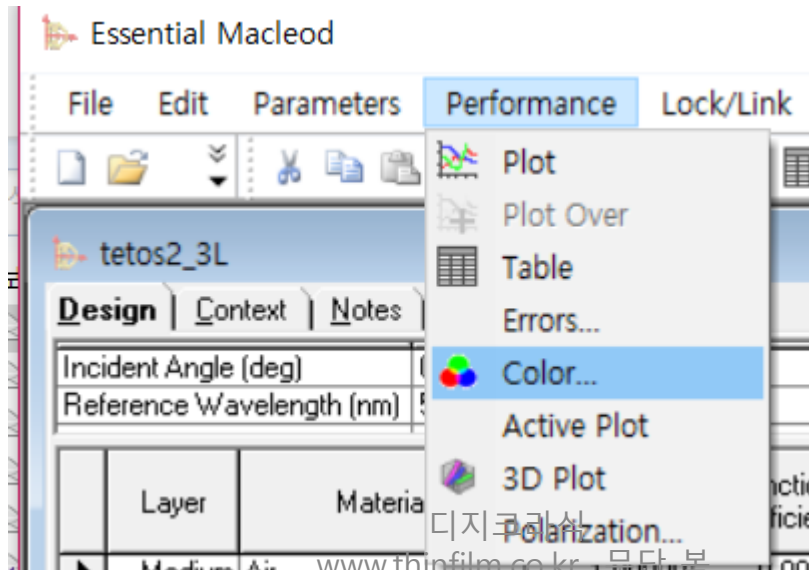 Essential Macleod
File Edit Parameters Performance Lock/Link
Plot
Plot Over
Table
Errors...
Color...
Active Plot
3D Plot
Polarization...
tetos2_3L
Design Context Notes
Incident Angle (deg)
Reference Wavelength (nm)
Layer
Medium Air
www.thinfilm.co.kr